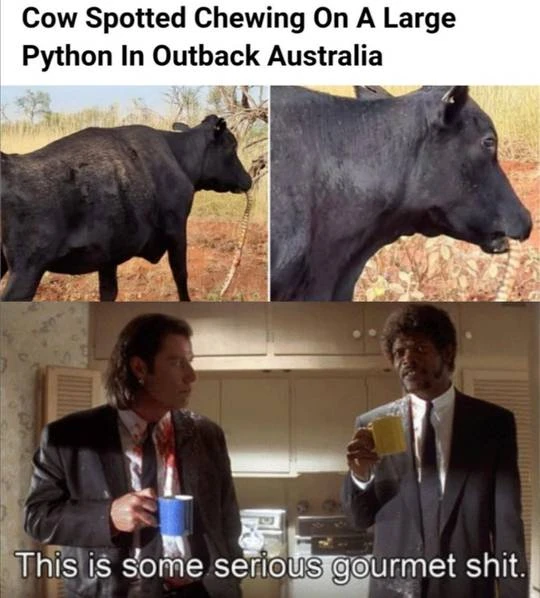 Cow Spotted Chewing On A Large
Python In Outback Australia
This is some serious gourmet shit.